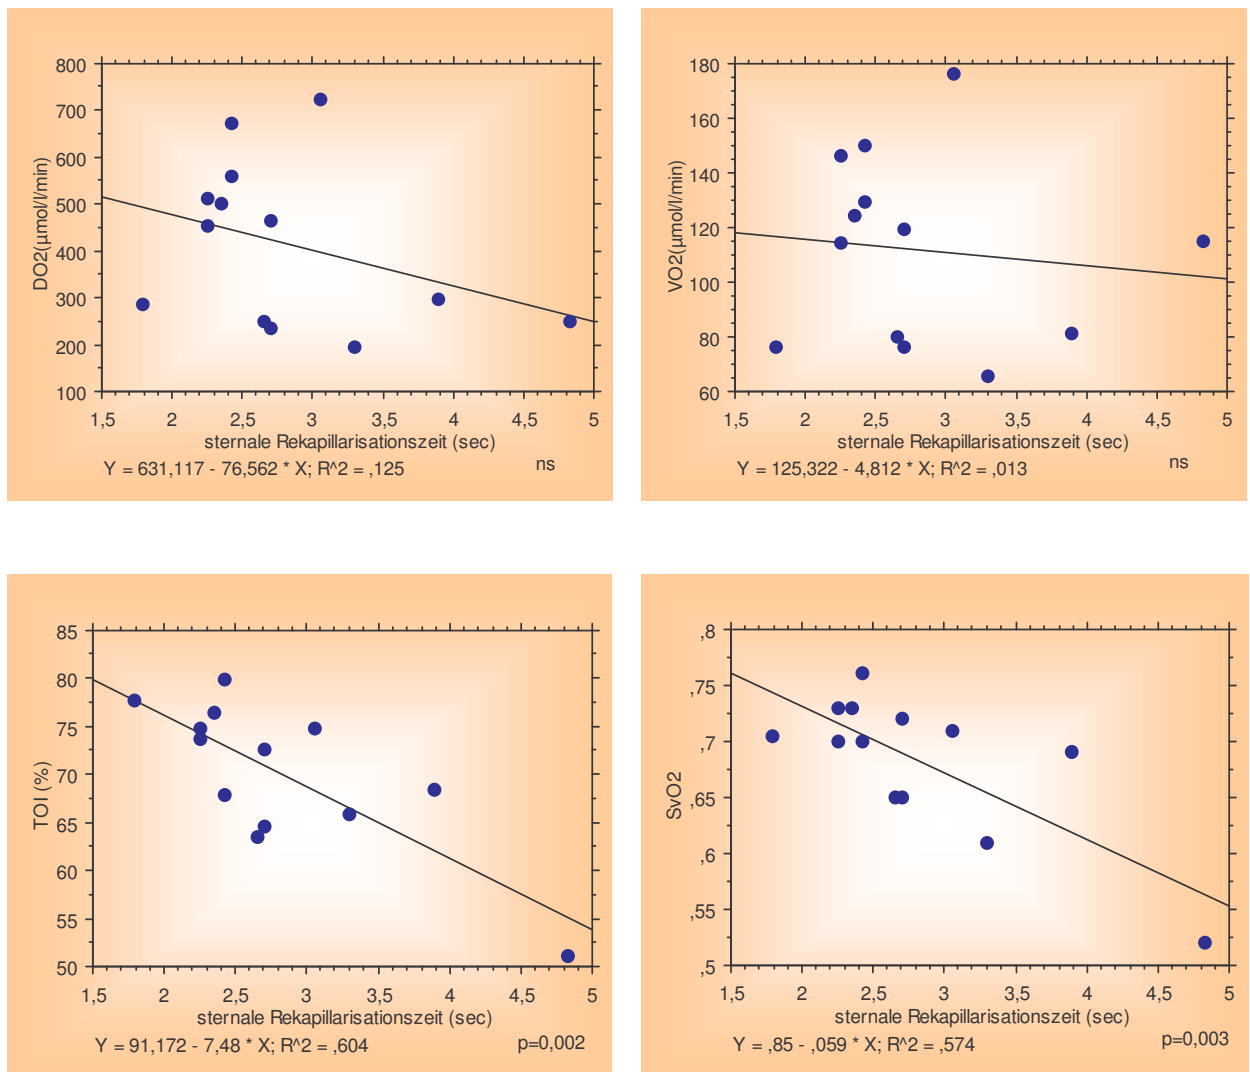 800
700
600
500
400
300
200
100
DO2(µmol/l/min)
1,5 2 2,5 3 3,5 4 4,5 5
sternale Rekapillarisationszeit (sec)
Y = 631,117 - 76,562 * X; R^2 = ,125
ns
180
160
140
120
100
80
60
VO2(µmol/l/min)
1,5 2 2,5 3 3,5 4 4,5 5
sternale Rekapillarisationszeit (sec)
Y = 125,322 - 4,812 * X; R^2 = ,013
ns
85
80
75
70
65
60
55
50
TOI (%)
1,5 2 2,5 3 3,5 4 4,5 5
sternale Rekapillarisationszeit (sec)
Y = 91,172 - 7,48 * X; R^2 = ,604
p=0,002
,8
,75
,7
,65
,6
,55
,5
SvO2
1,5 2 2,5 3 3,5 4 4,5 5
sternale Rekapillarisationszeit (sec)
Y = ,85 - ,059 * X; R^2 = ,574
p=0,003